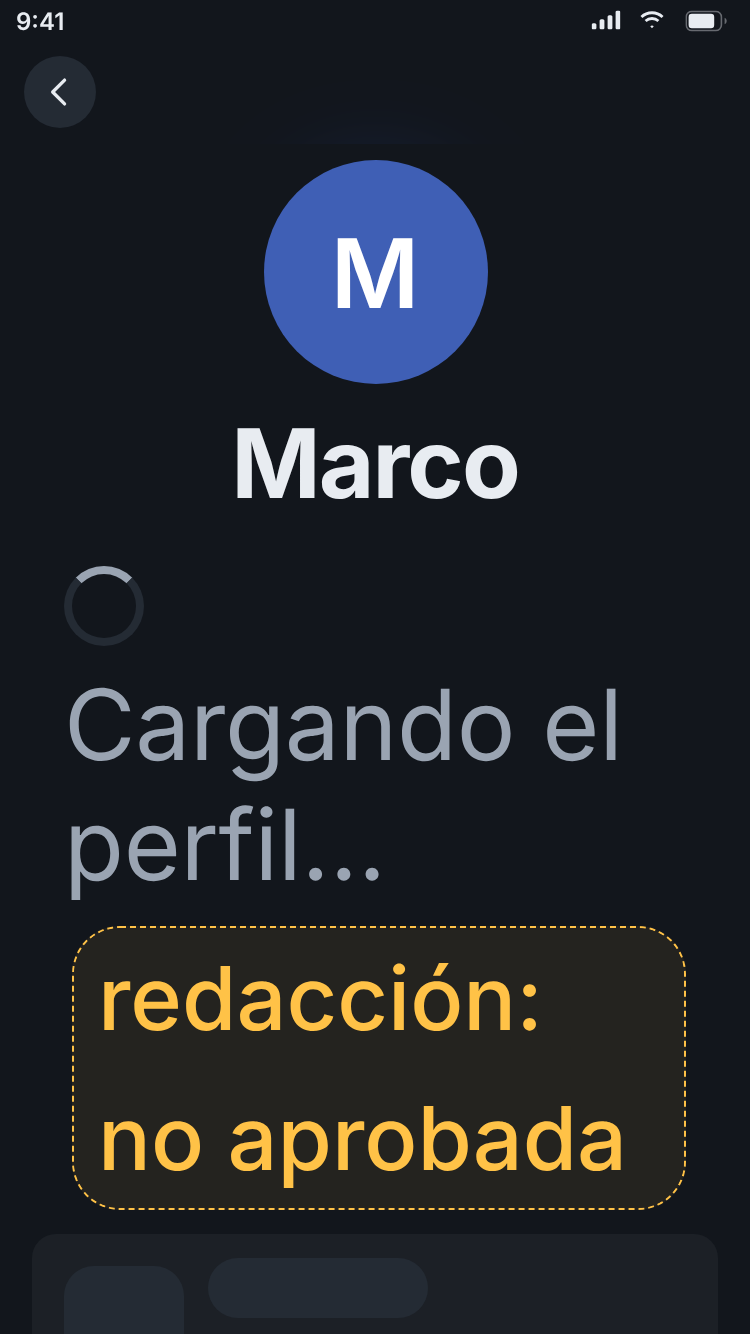 9:41
M
Marco
Cargando el
perfil...
redacción:
no aprobada